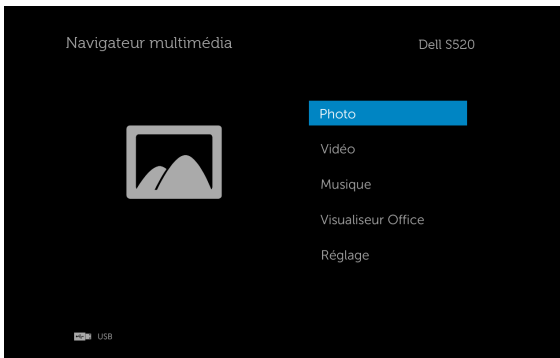 Navigateur multimédia
Dell S520
Photo
Vidéo
Musique
Visualiseur Office
Réglage
USB